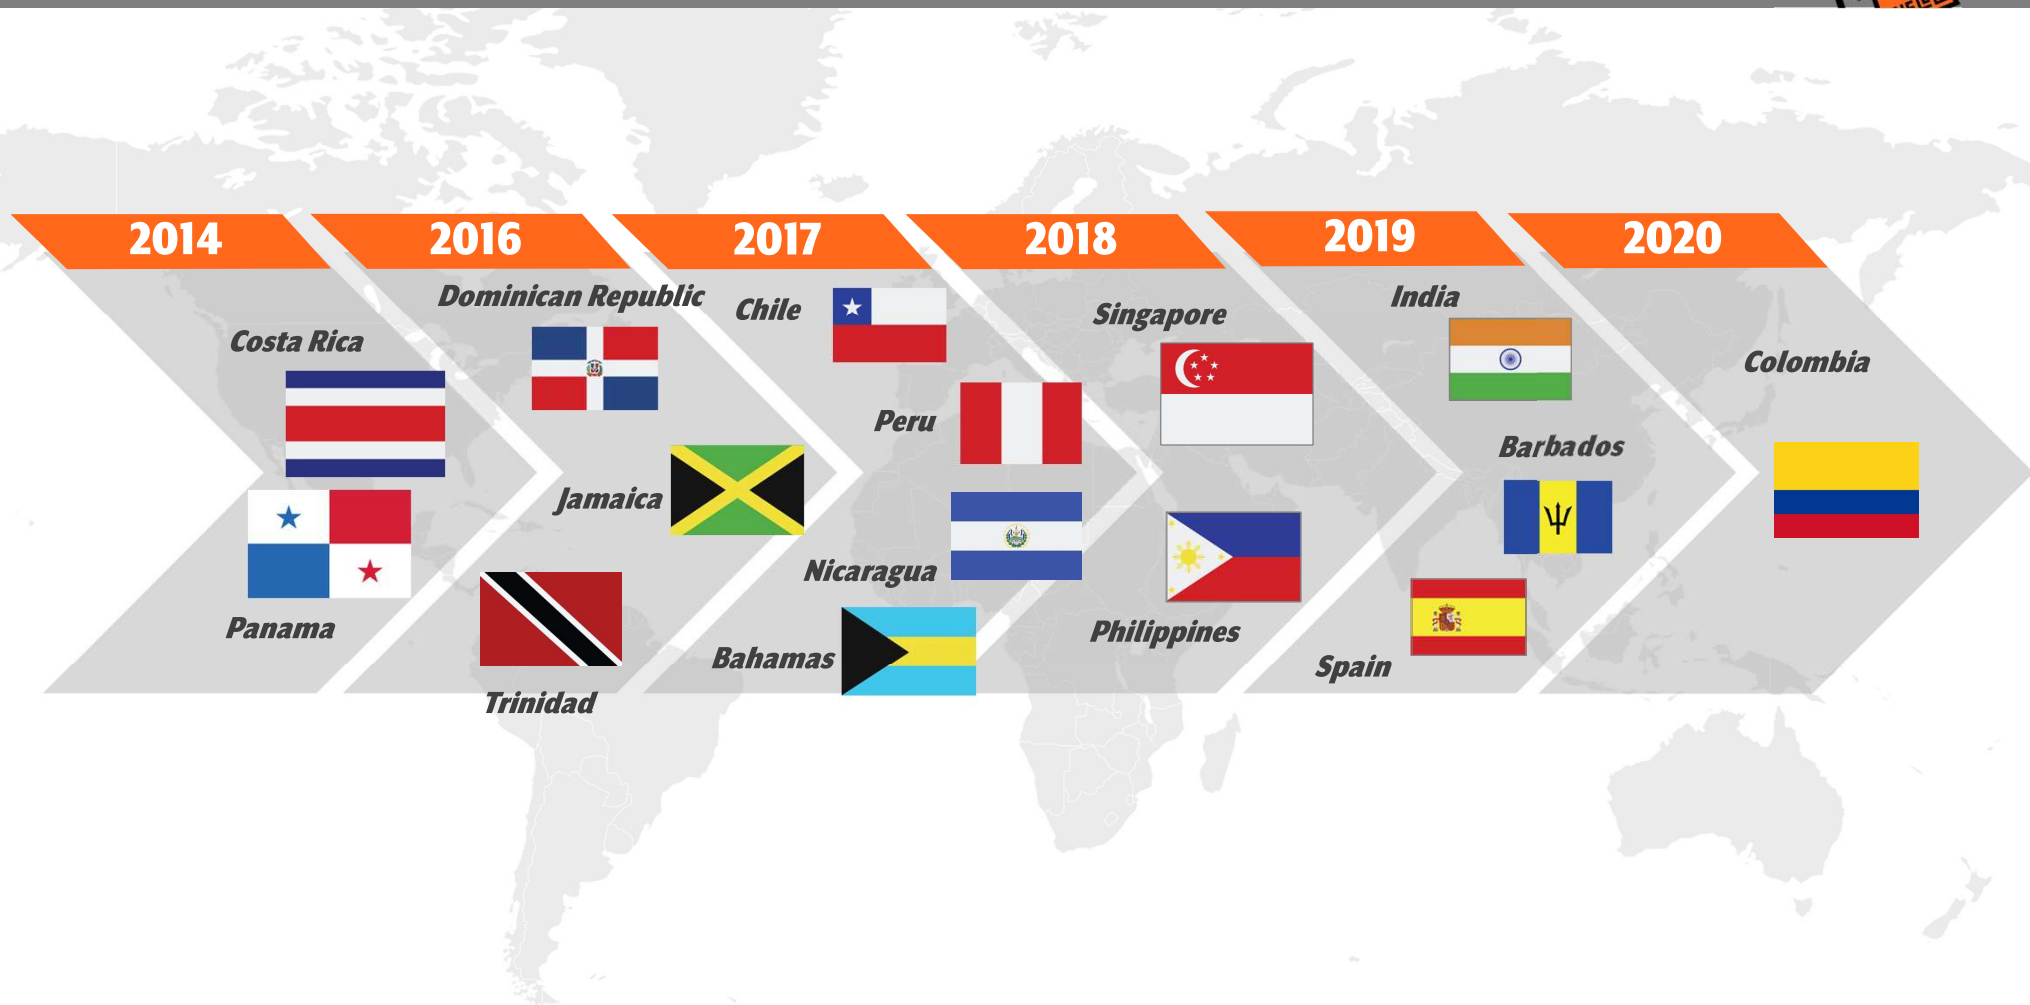 2014
2016
2017
2018
2019
2020
Costa Rica
Panama
Dominican Republic
Jamaica
Trinidad
Chile
Peru
Nicaragua
Bahamas
Singapore
Philippines
India
Barbados
Spain
Colombia